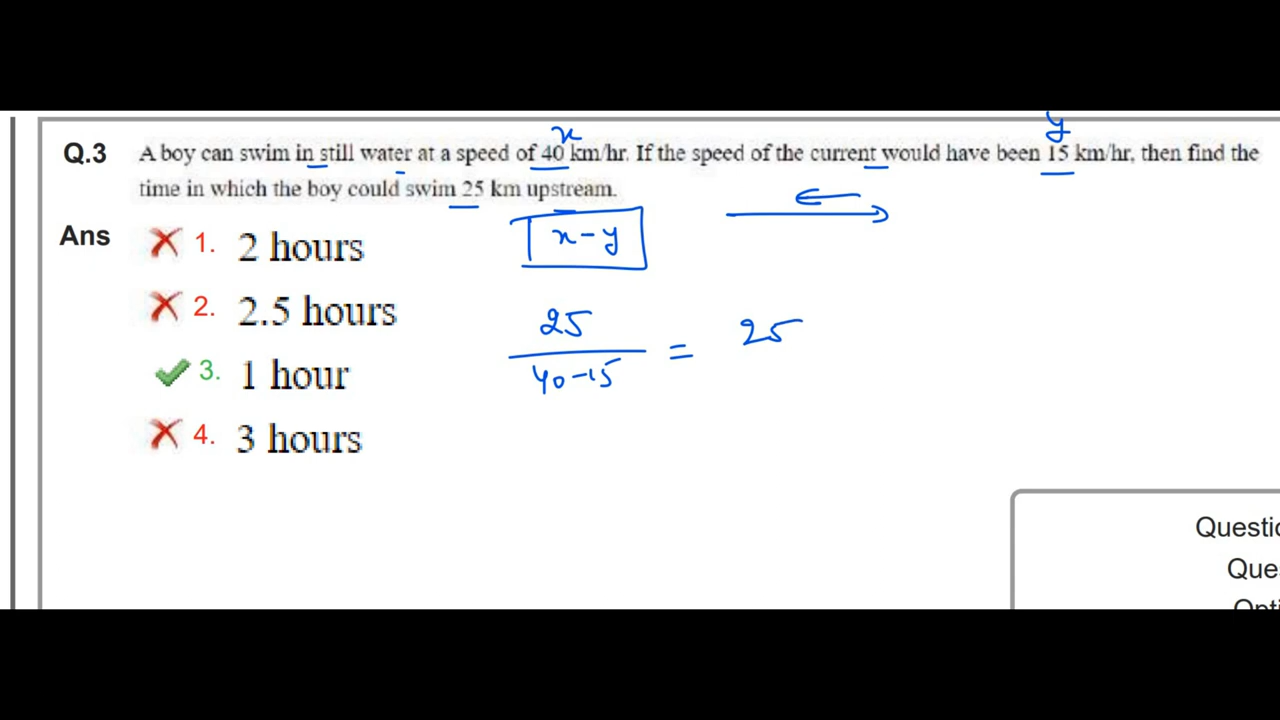 x
y
Q.3 A boy can swim in still water at a speed of 40 km/hr. If the speed of the current would have been 15 km/hr, then find the
time in which the boy could swim 25 km upstream.
Ans
1. 2 hours
x - y
2. 2.5 hours
25
40-15
= 25
3. 1 hour
4. 3 hours
Questic
Que
Opti